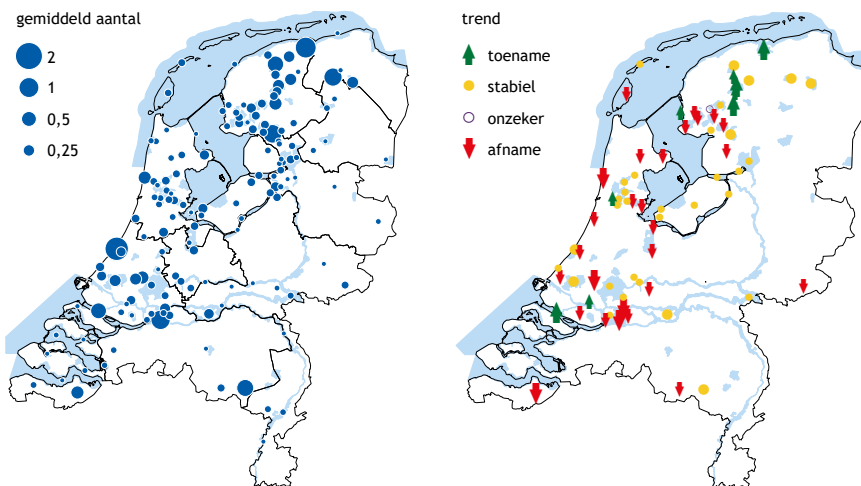 gemiddeld aantal
2
1
0,5
0,25
trend
toename
stabiel
onzeker
afname